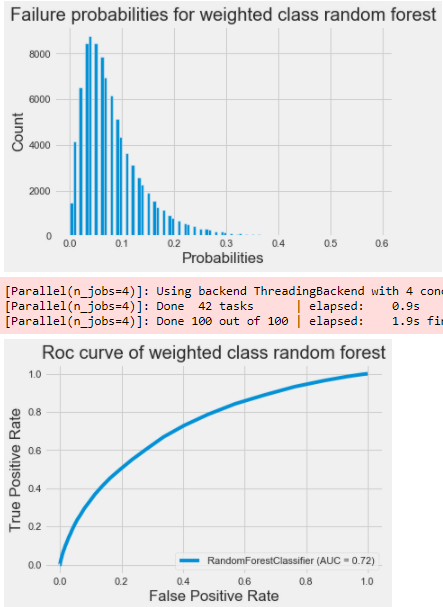 Failure probabilities for weighted class random forest
8000
6000
4000
2000
0
Count
0.0 0.1 0.2 0.3 0.4 0.5 0.6
Probabilities
[Parallel(n_jobs=4)]: Using backend ThreadingBackend with 4 conc
[Parallel(n_jobs=4)]: Done 42 tasks | elapsed: 0.9s
[Parallel(n_jobs=4)]: Done 100 out of 100 | elapsed: 1.9s fin
Roc curve of weighted class random forest
1.0
0.8
0.6
0.4
0.2
0.0
True Positive Rate
RandomForestClassifier (AUC = 0.72)
0.0 0.2 0.4 0.6 0.8 1.0
False Positive Rate